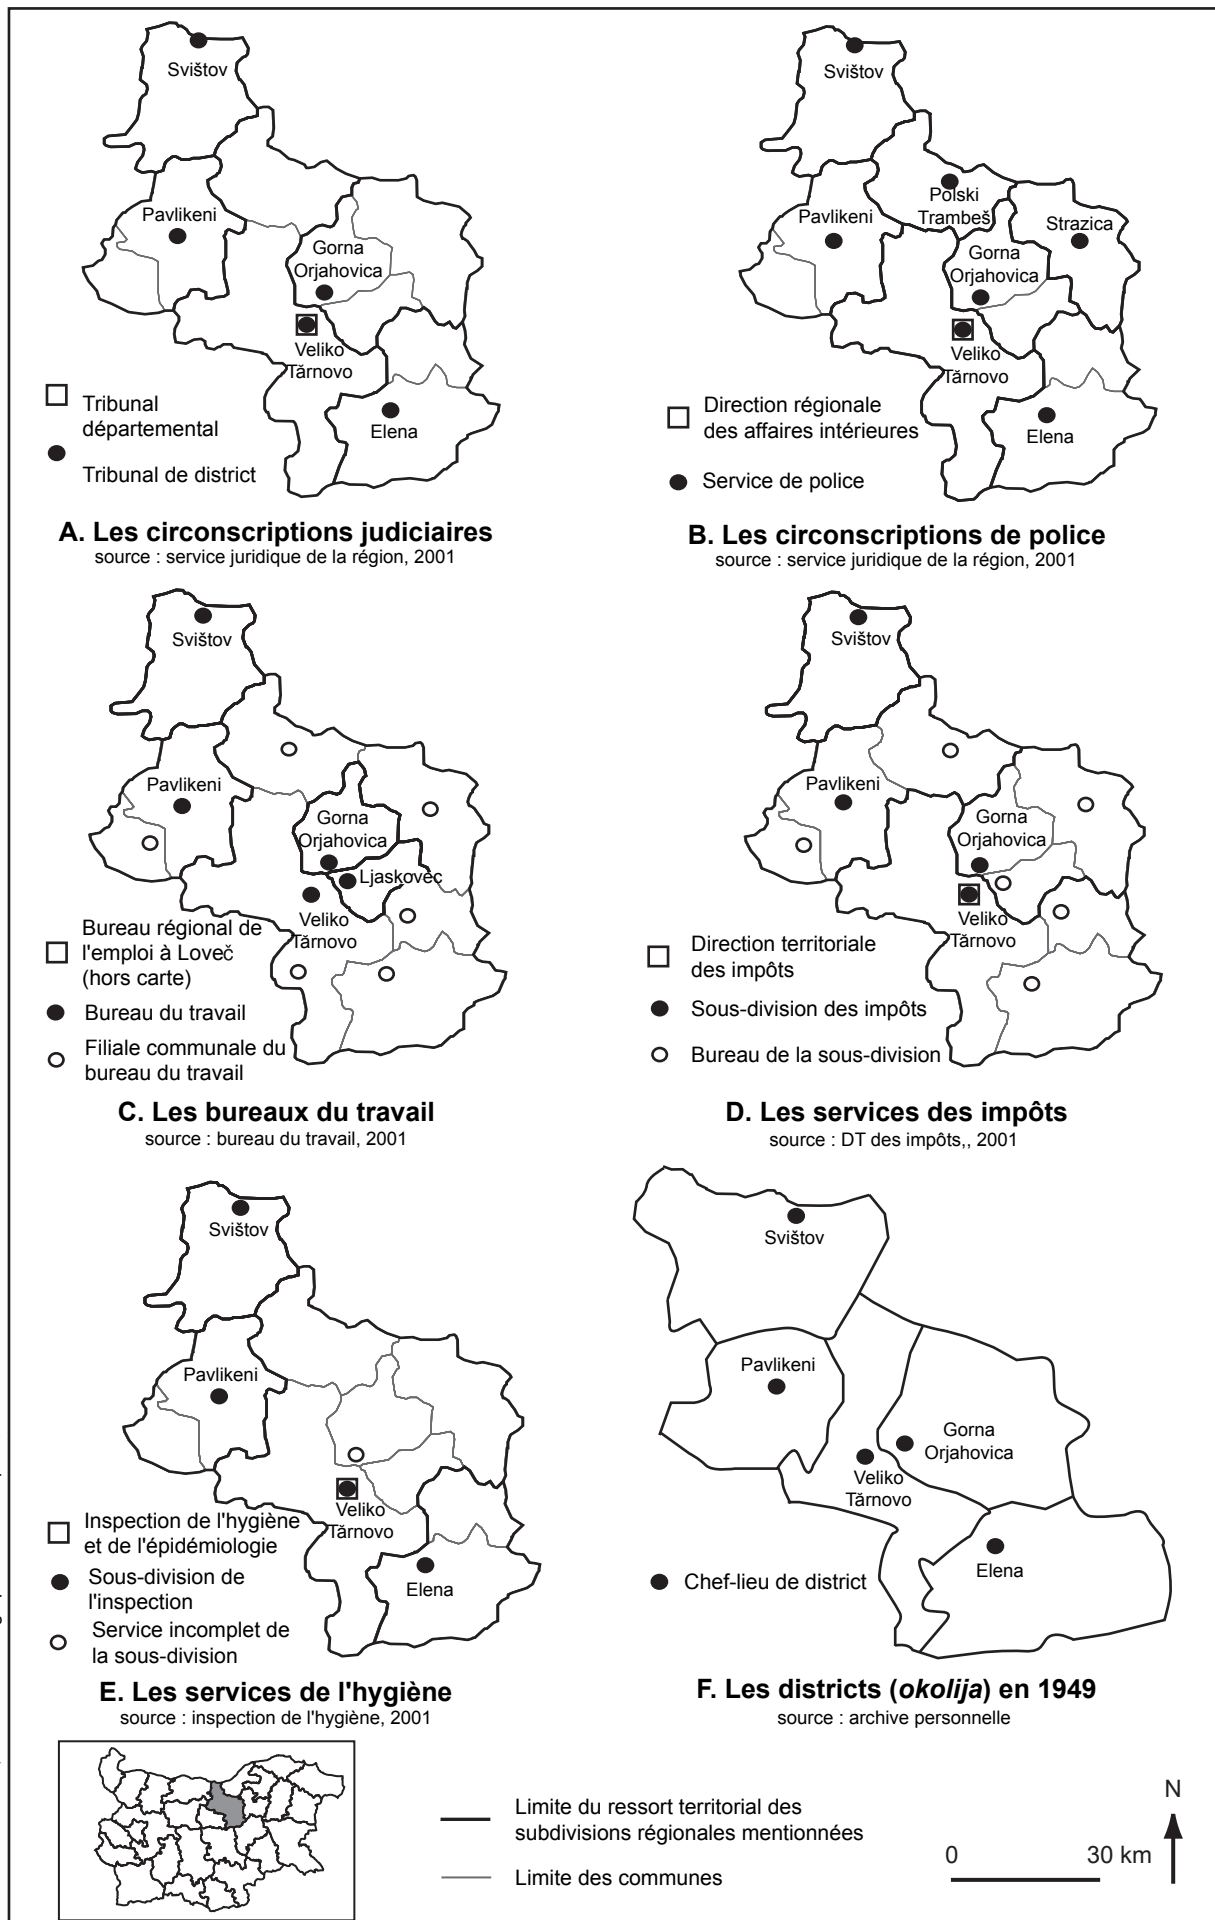 Svištov
Pavlikeni
Gorna
Orjahovica
Veliko
Tărnovo
Elena
Tribunal
départemental
Tribunal de district
A. Les circonscriptions judiciaires
source : service juridique de la région, 2001
Svištov
Polski
Trambeš
Pavlikeni
Strazica
Gorna
Orjahovica
Veliko
Tărnovo
Elena
Direction régionale
des affaires intérieures
Service de police
B. Les circonscriptions de police
source : service juridique de la région, 2001
Svištov
Pavlikeni
Gorna
Orjahovica
Ljaskovec
Veliko
Tărnovo
Bureau régional de
l'emploi à Loveč
(hors carte)
Bureau du travail
Filiale communale du
bureau du travail
C. Les bureaux du travail
source : bureau du travail, 2001
Svištov
Pavlikeni
Gorna
Orjahovica
Veliko
Tărnovo
Direction territoriale
des impôts
Sous-division des impôts
Bureau de la sous-division
D. Les services des impôts
source : DT des impôts,, 2001
Svištov
Pavlikeni
Veliko
Tărnovo
Elena
Inspection de l'hygiène
et de l'épidémiologie
Sous-division de
l'inspection
Service incomplet de
la sous-division
E. Les services de l'hygiène
source : inspection de l'hygiène, 2001
Svištov
Pavlikeni
Gorna
Orjahovica
Veliko
Tărnovo
Elena
Chef-lieu de district
F. Les districts (okolija) en 1949
source : archive personnelle
Limite du ressort territorial des
subdivisions régionales mentionnées
Limite des communes
N
0 30 km